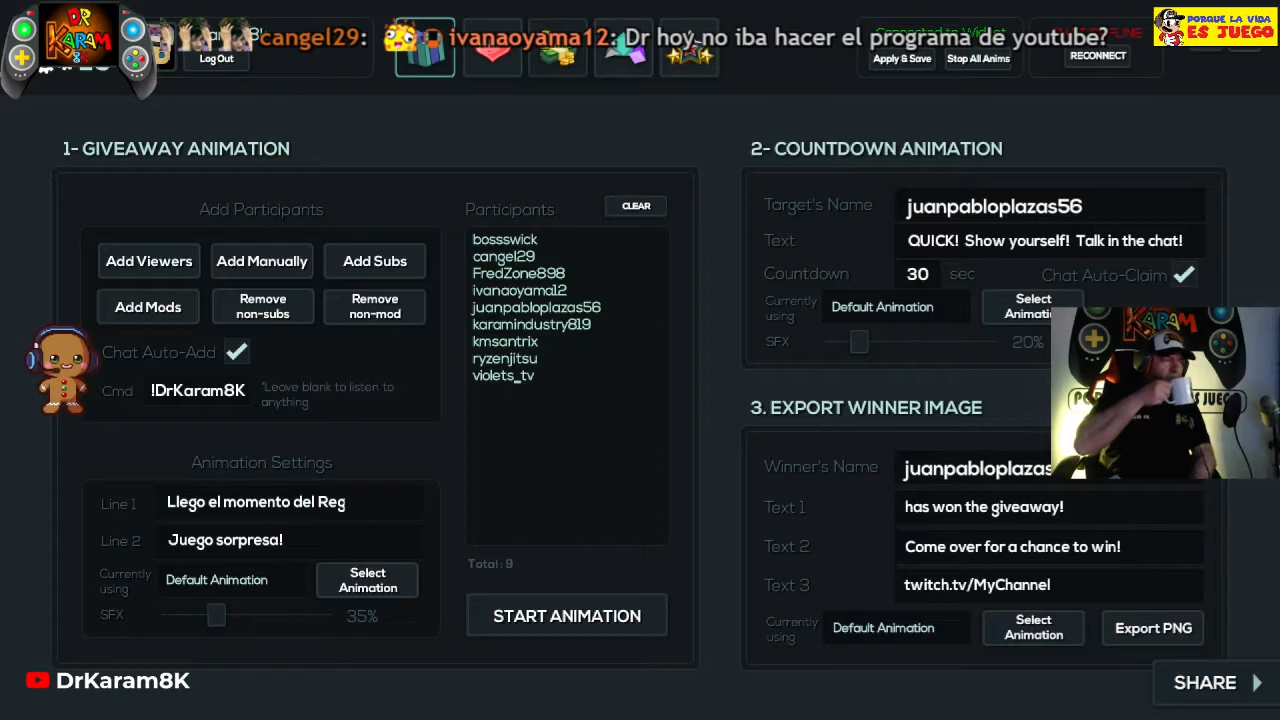 DR KARAM 8K
cangel29: ivanaoyama12: Dr hoy no iba hacer el programa de youtube?
PORQUE LA VIDA
ES JUEGO
Log Out
Apply & Save
Stop All Anims
RECONNECT
1- GIVEAWAY ANIMATION
Add Participants
Add Viewers
Add Manually
Add Subs
Add Mods
Remove non-subs
Remove non-mod
Chat Auto-Add
Cmd !DrKaram8K
*Leave blank to listen to
anything
Participants
CLEAR
bossswick
cangel29
FredZone898
ivanaoyama12
juanpabloplazas56
karamindustry819
kmsantrix
ryzenjitsu
violets_tv
Total: 9
START ANIMATION
Animation Settings
Line 1 Llego el momento del Reg
Line 2 Juego sorpresa!
Currently using Default Animation
Select Animation
SFX 35%
2- COUNTDOWN ANIMATION
Target's Name juanpabloplazas56
Text QUICK! Show yourself! Talk in the chat!
Countdown 30 sec
Chat Auto-Claim
Currently using Default Animation
Select
SFX 20%
3. EXPORT WINNER IMAGE
Winner's Name juanpabloplazas
Text 1 has won the giveaway!
Text 2 Come over for a chance to win!
Text 3 twitch.tv/MyChannel
Currently using Default Animation
Select Animation
Export PNG
DrKaram8K
SHARE